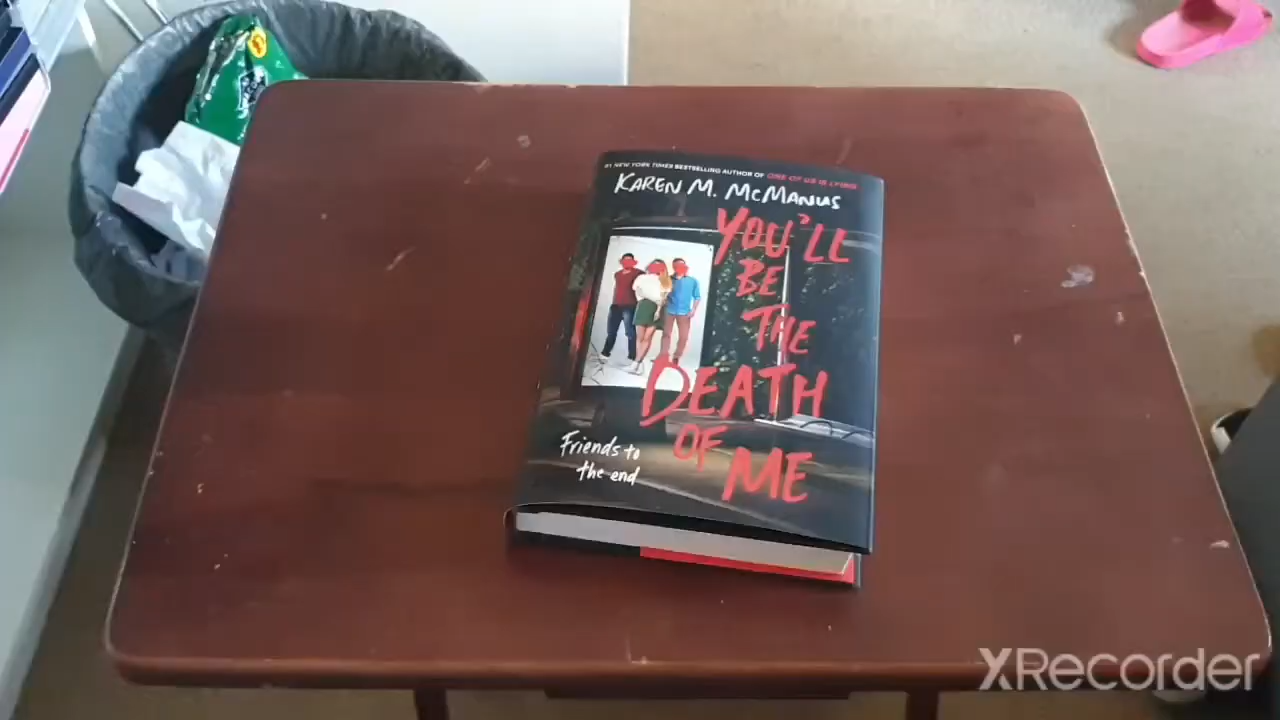 #1 NEW YORK TIMES BESTSELLING AUTHOR OF ONE OF US IS LYING
KAREN M. MCMANUS
YOU'LL
BE
THE
DEATH
OF
ME
Friends to
the end
XRecorder